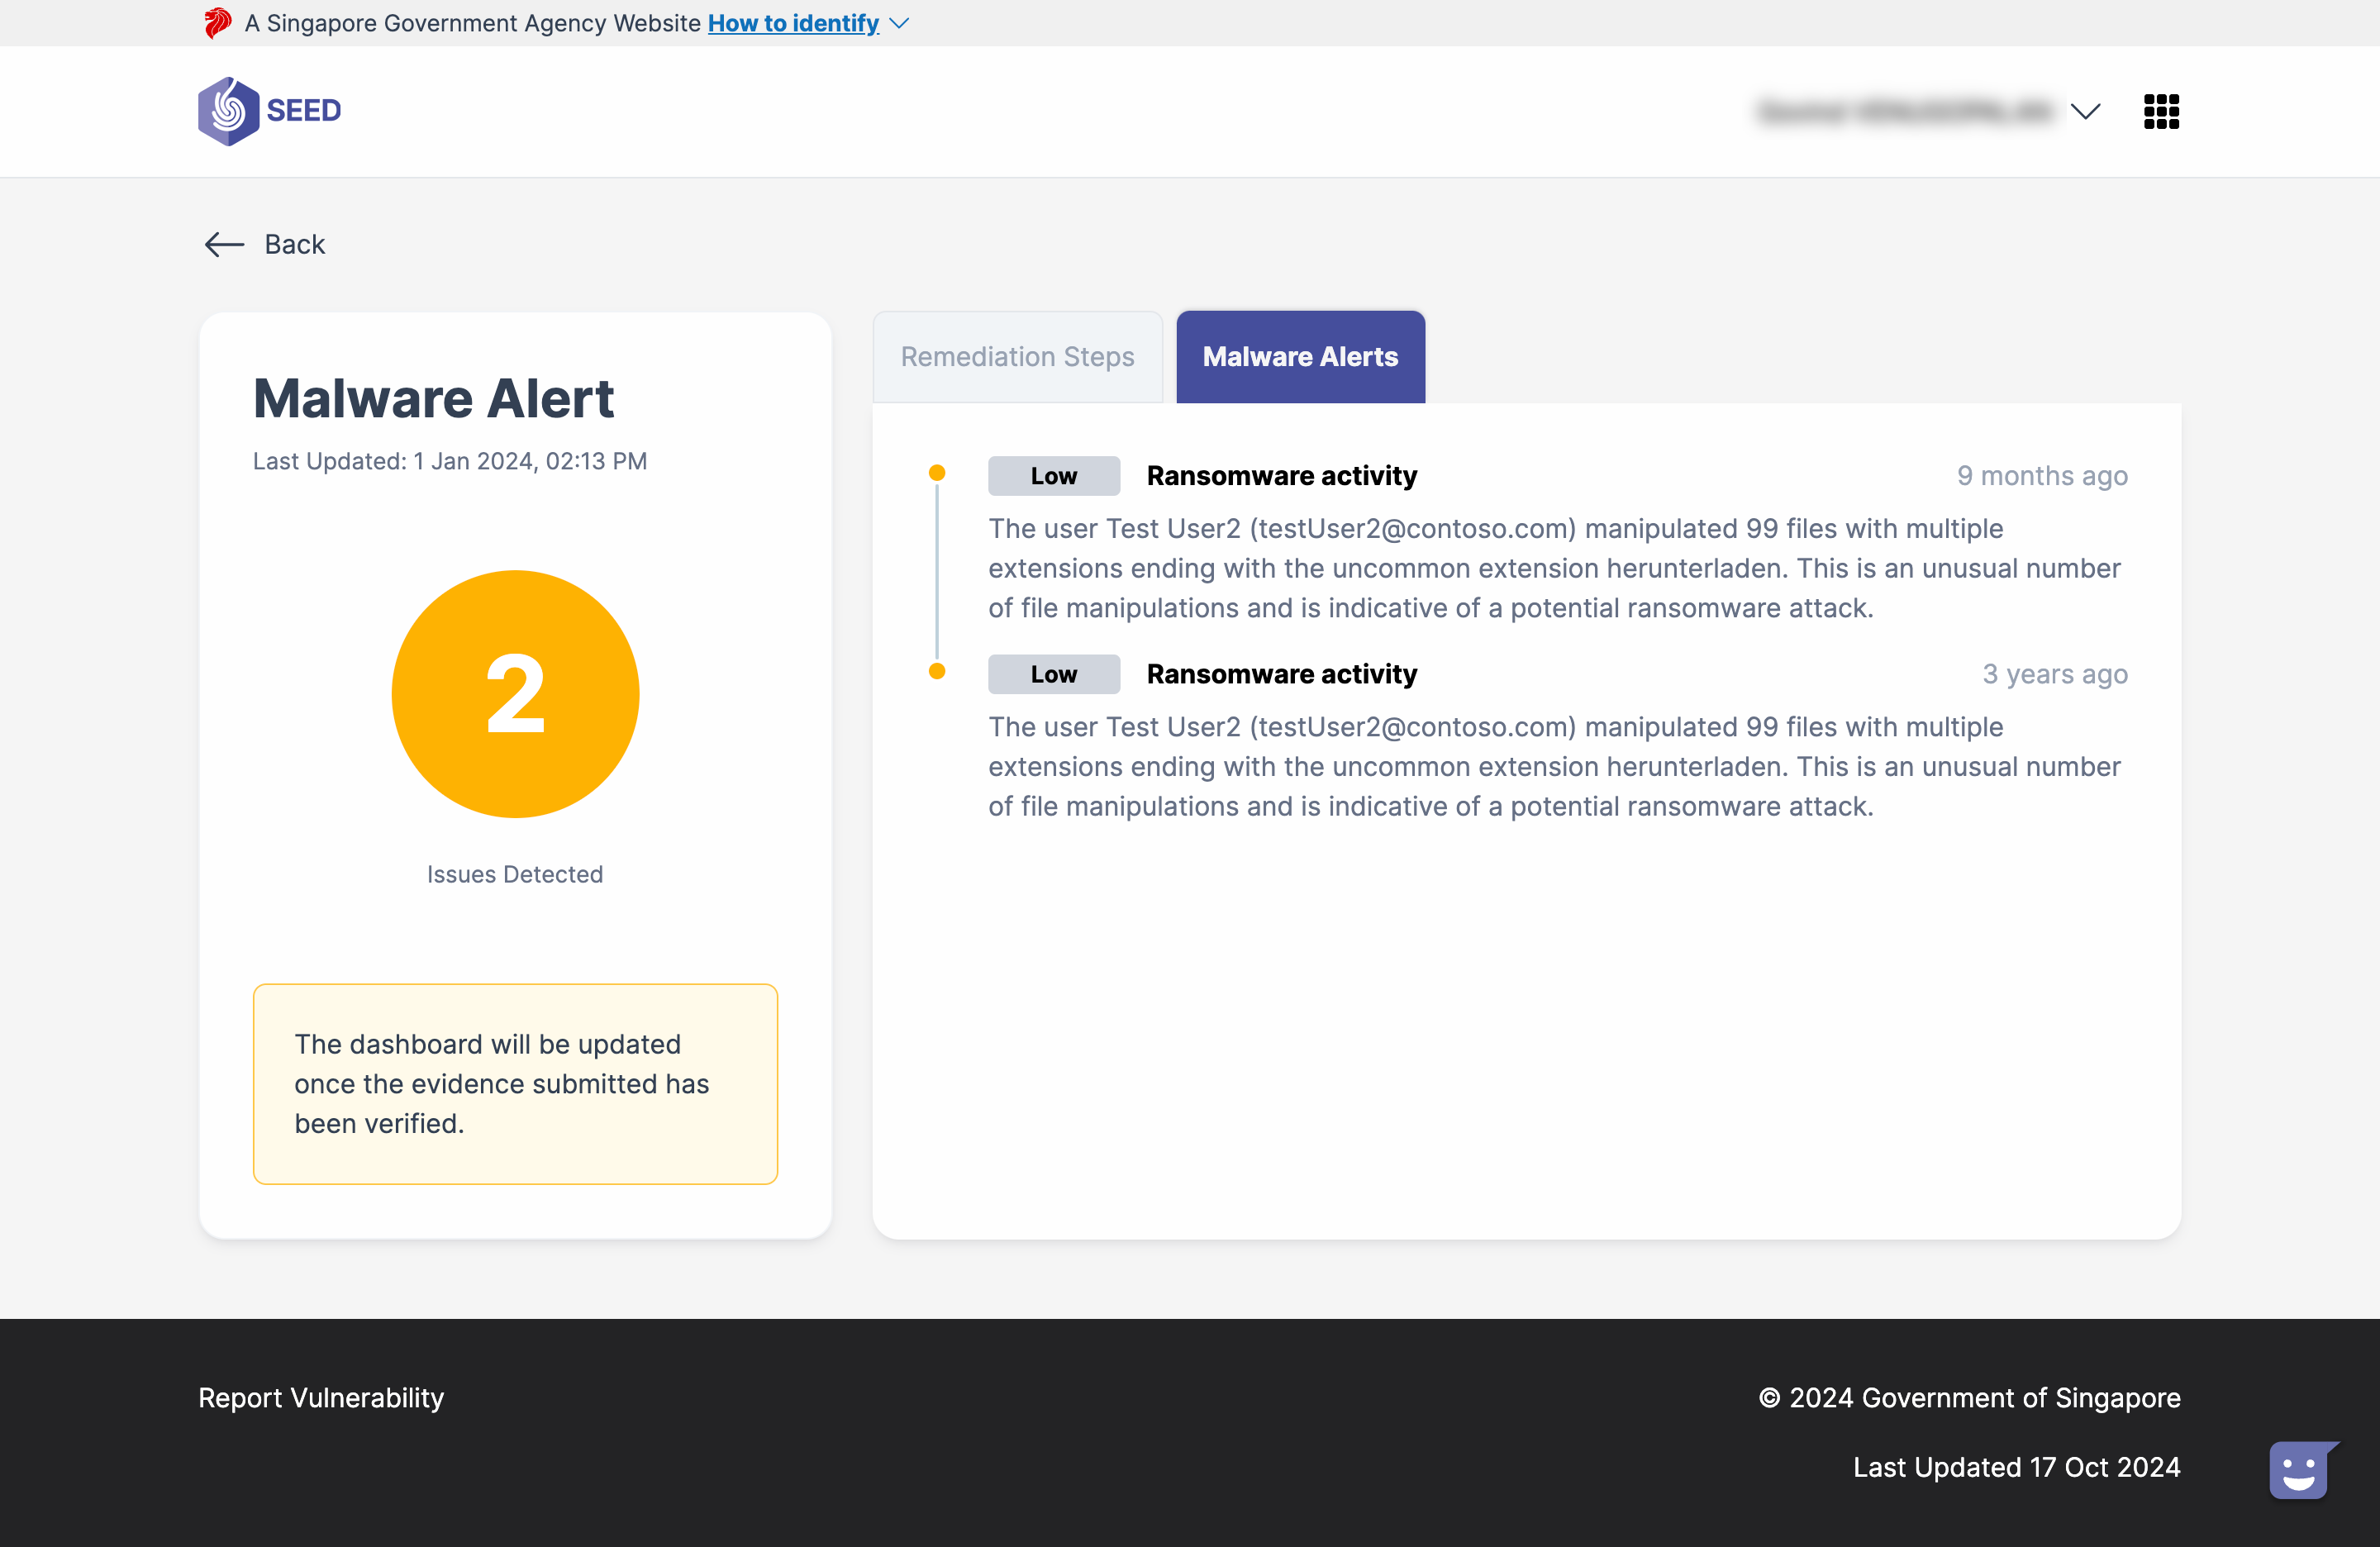 A Singapore Government Agency Website How to identify
SEED
Back
Malware Alert
Last Updated: 1 Jan 2024, 02:13 PM
2
Issues Detected
The dashboard will be updated
once the evidence submitted has
been verified.
Remediation Steps
Malware Alerts
Low Ransomware activity 9 months ago
The user Test User2 (testUser2@contoso.com) manipulated 99 files with multiple
extensions ending with the uncommon extension herunterladen. This is an unusual number
of file manipulations and is indicative of a potential ransomware attack.
Low Ransomware activity 3 years ago
The user Test User2 (testUser2@contoso.com) manipulated 99 files with multiple
extensions ending with the uncommon extension herunterladen. This is an unusual number
of file manipulations and is indicative of a potential ransomware attack.
Report Vulnerability
© 2024 Government of Singapore
Last Updated 17 Oct 2024